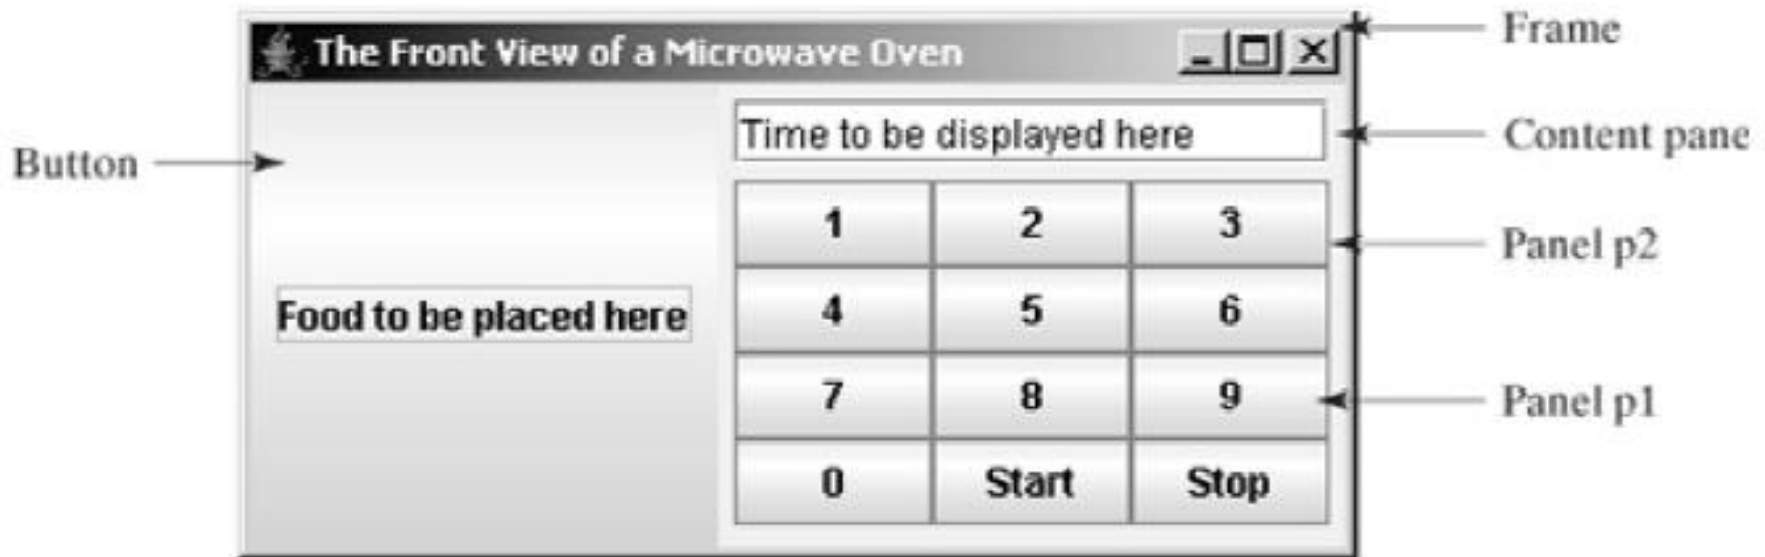 The Front View of a Microwave Oven
Frame
Time to be displayed here
Content pane
Button
1 2 3
Panel p2
Food to be placed here
4 5 6
7 8 9
Panel p1
0 Start Stop